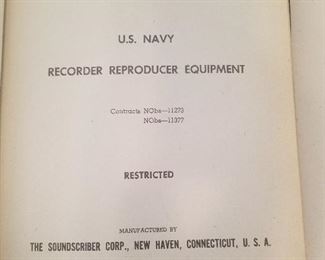 U.S. NAVY
RECORDER REPRODUCER EQUIPMENT
Contracts NObs—11273
NObs—11377
RESTRICTED
MANUFACTURED BY
THE SOUNDSCRIBER CORP., NEW HAVEN, CONNECTICUT, U. S. A.